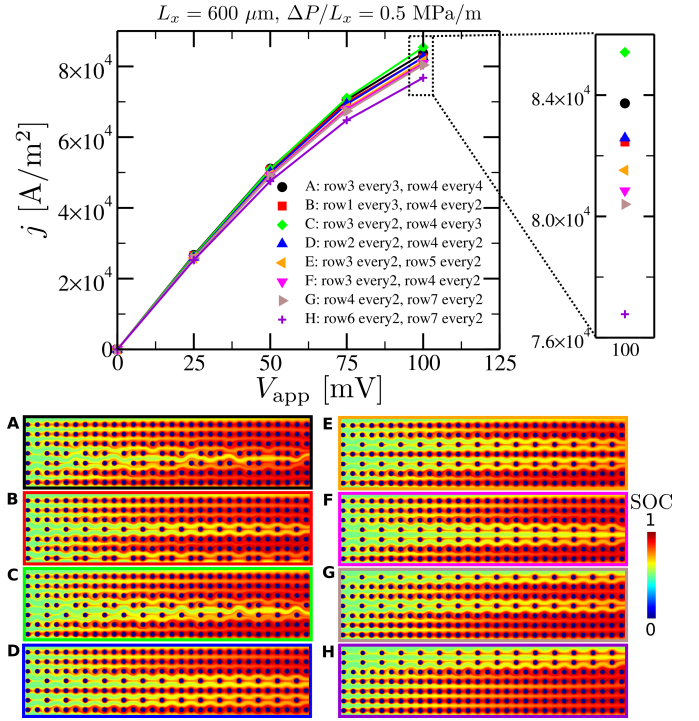 Lx = 600 μm, ΔP/Lx = 0.5 MPa/m
8×10⁴
6×10⁴
4×10⁴
2×10⁴
0
j [A/m²]
A: row3 every3, row4 every4
B: row1 every3, row4 every2
C: row3 every2, row4 every3
D: row2 every2, row4 every2
E: row3 every2, row5 every2
F: row3 every2, row4 every2
G: row4 every2, row7 every2
H: row6 every2, row7 every2
0 25 50 75 100 125
Vapp [mV]
8.4×10⁴
8.0×10⁴
7.6×10⁴
100
A
B
C
D
E
F
G
H
SOC
1
0